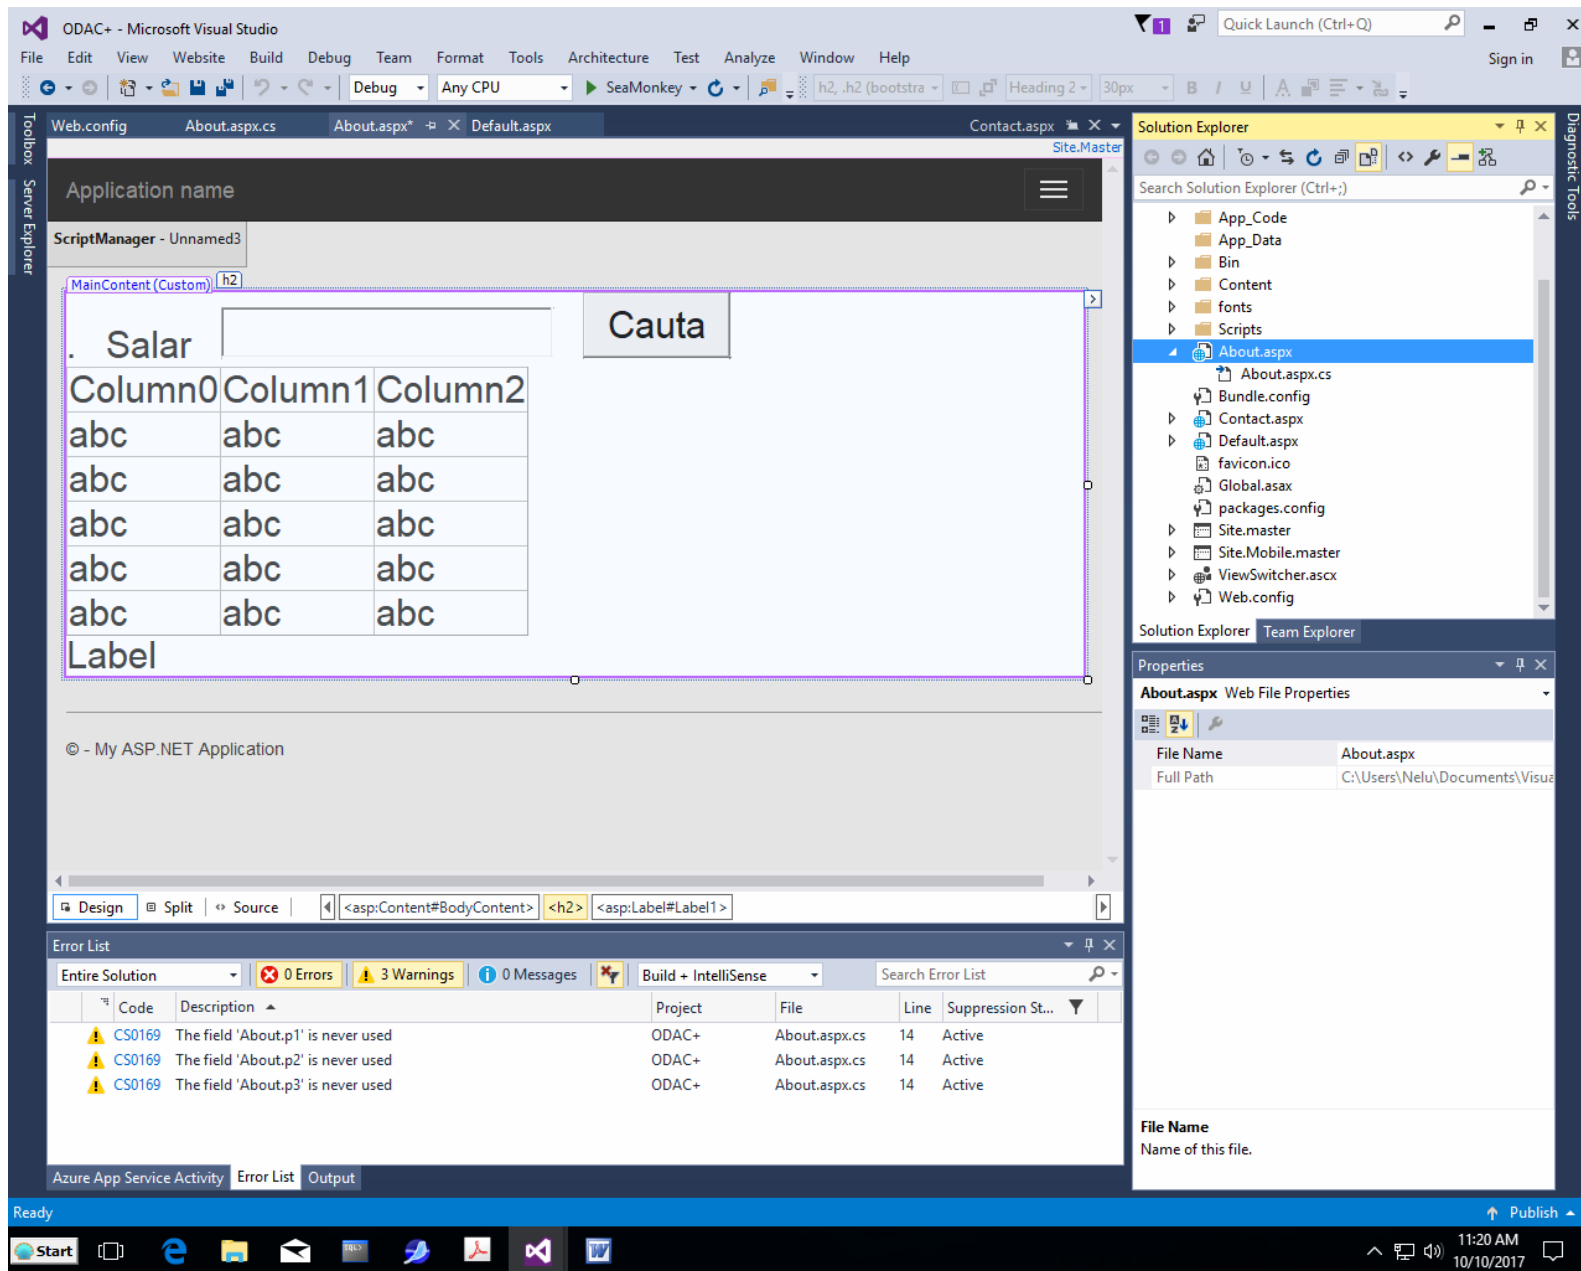 ODAC+ - Microsoft Visual Studio
1
Quick Launch (Ctrl+Q)
File Edit View Website Build Debug Team Format Tools Architecture Test Analyze Window Help
Sign in
Debug Any CPU SeaMonkey h2, .h2 (bootstra Heading 2 30px B I U A
Toolbox
Server Explorer
Web.config About.aspx.cs About.aspx* Default.aspx Contact.aspx
Site.Master
Application name
ScriptManager - Unnamed3
MainContent (Custom) h2
. Salar Cauta
Column0 Column1 Column2
abc abc abc
abc abc abc
abc abc abc
abc abc abc
abc abc abc
Label
© - My ASP.NET Application
Design Split Source <asp:Content#BodyContent> <h2> <asp:Label#Label1>
Error List
Entire Solution 0 Errors 3 Warnings 0 Messages Build + IntelliSense Search Error List
Code Description Project File Line Suppression St...
CS0169 The field 'About.p1' is never used ODAC+ About.aspx.cs 14 Active
CS0169 The field 'About.p2' is never used ODAC+ About.aspx.cs 14 Active
CS0169 The field 'About.p3' is never used ODAC+ About.aspx.cs 14 Active
Azure App Service Activity Error List Output
Solution Explorer
Search Solution Explorer (Ctrl+;)
App_Code
App_Data
Bin
Content
fonts
Scripts
About.aspx
About.aspx.cs
Bundle.config
Contact.aspx
Default.aspx
favicon.ico
Global.asax
packages.config
Site.master
Site.Mobile.master
ViewSwitcher.ascx
Web.config
Solution Explorer Team Explorer
Properties
About.aspx Web File Properties
File Name About.aspx
Full Path C:\Users\Nelu\Documents\Visua
File Name
Name of this file.
Diagnostic Tools
Ready
Publish
Start
11:20 AM
10/10/2017